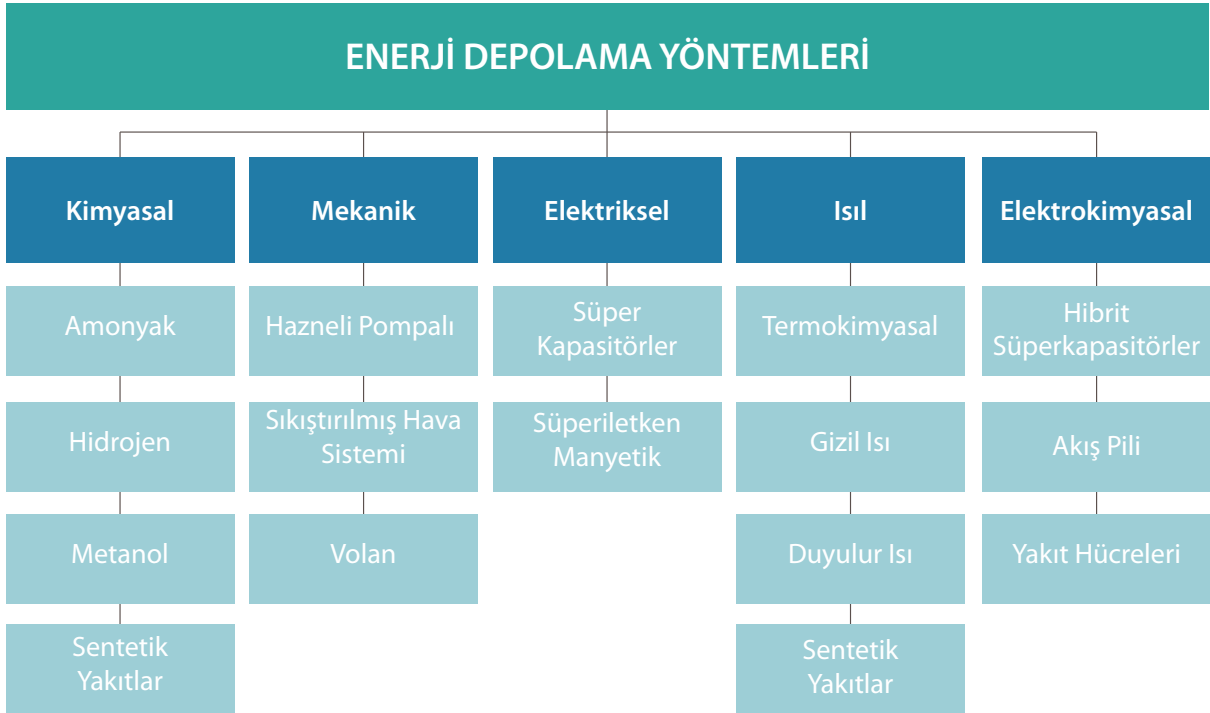 ENERJİ DEPOLAMA YÖNTEMLERİ
Kimyasal
Amonyak
Hidrojen
Metanol
Sentetik
Yakıtlar
Mekanik
Hazneli Pompalı
Sıkıştırılmış Hava
Sistemi
Volan
Elektriksel
Süper
Kapasitörler
Süperiletken
Manyetik
Isıl
Termokimyasal
Gizil Isı
Duyulur Isı
Sentetik
Yakıtlar
Elektrokimyasal
Hibrit
Süperkapasitörler
Akış Pili
Yakıt Hücreleri